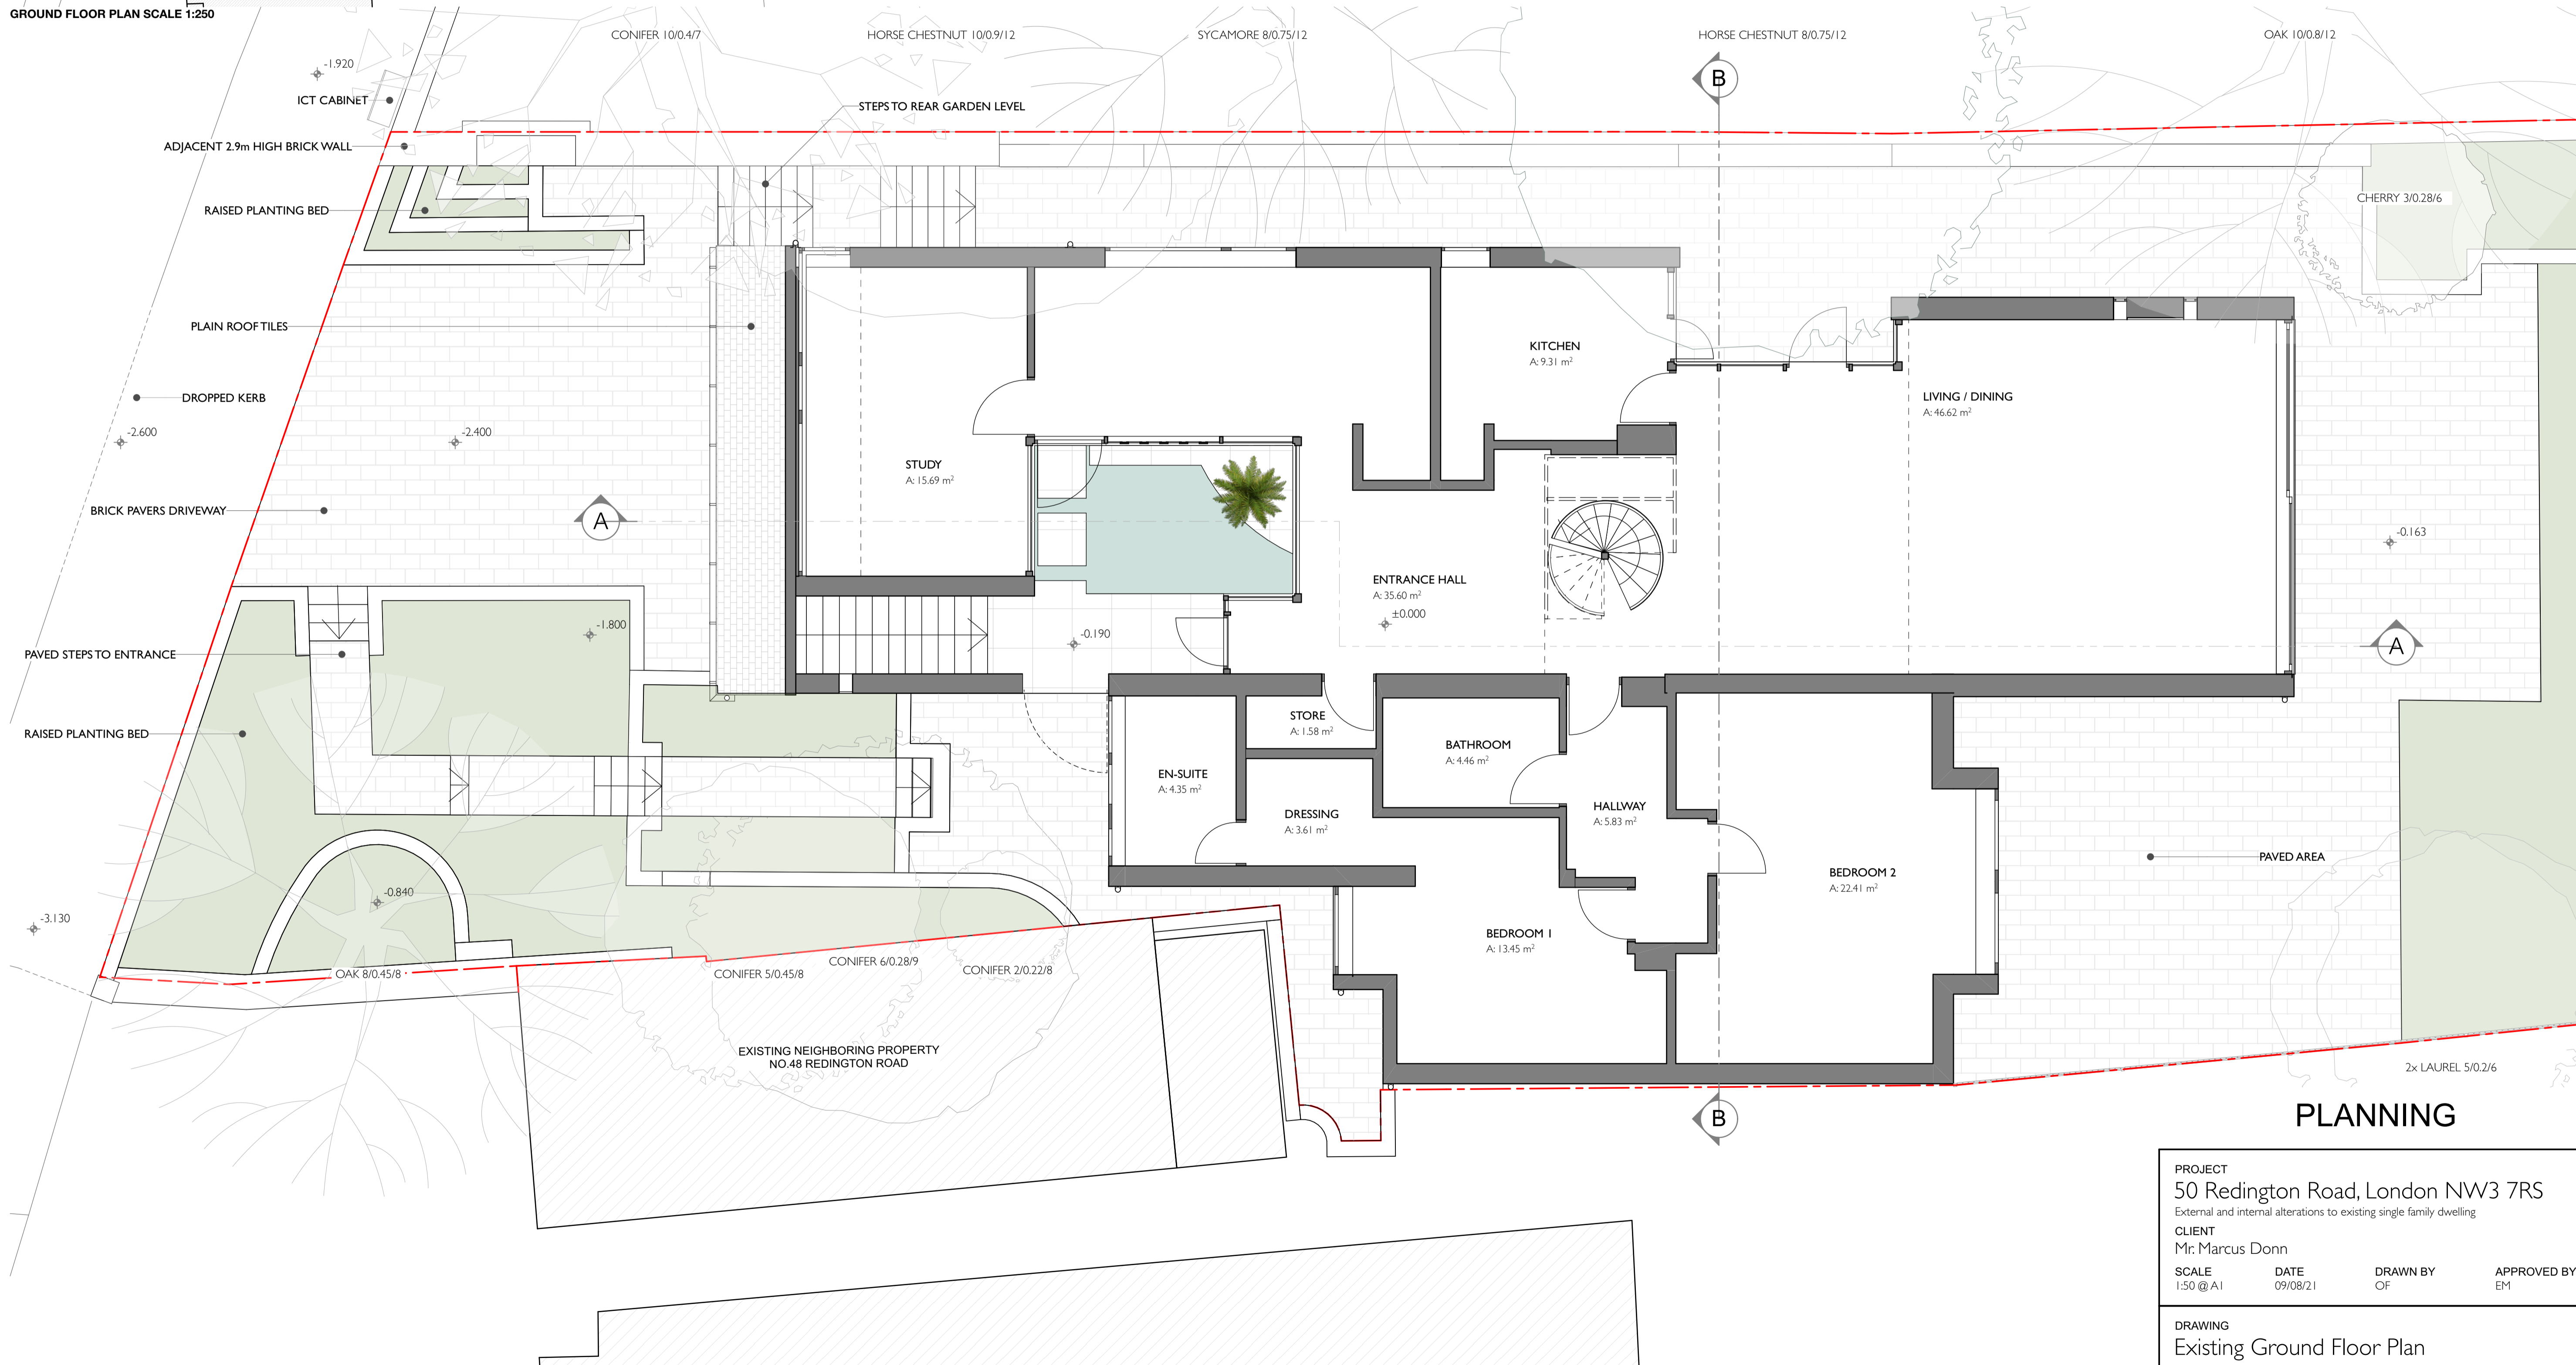 GROUND FLOOR PLAN SCALE 1:250
CONIFER 10/0.4/7
HORSE CHESTNUT 10/0.9/12
SYCAMORE 8/0.75/12
HORSE CHESTNUT 8/0.75/12
OAK 10/0.8/12
-1.920
B
ICT CABINET
STEPS TO REAR GARDEN LEVEL
ADJACENT 2.9m HIGH BRICK WALL
CHERRY 3/0.28/6
RAISED PLANTING BED
PLAIN ROOF TILES
KITCHEN
A: 9.31 m²
DROPPED KERB
LIVING / DINING
A: 46.62 m²
-2.600
-2.400
STUDY
A: 15.69 m²
BRICK PAVERS DRIVEWAY
A
-0.163
ENTRANCE HALL
A: 35.60 m²
±0.000
-1.800
-0.190
PAVED STEPS TO ENTRANCE
A
RAISED PLANTING BED
STORE
A: 1.58 m²
BATHROOM
A: 4.46 m²
EN-SUITE
A: 4.35 m²
HALLWAY
A: 5.83 m²
DRESSING
A: 3.61 m²
PAVED AREA
BEDROOM 2
A: 22.41 m²
-0.840
-3.130
BEDROOM 1
A: 13.45 m²
OAK 8/0.45/8
CONIFER 5/0.45/8
CONIFER 6/0.28/9
CONIFER 2/0.22/8
EXISTING NEIGHBORING PROPERTY
NO.48 REDINGTON ROAD
2x LAUREL 5/0.2/6
B
PLANNING
PROJECT
50 Redington Road, London NW3 7RS
External and internal alterations to existing single family dwelling
CLIENT
Mr. Marcus Donn
SCALE DATE DRAWN BY APPROVED BY
1:50 @ A1 09/08/21 OF EM
DRAWING
Existing Ground Floor Plan